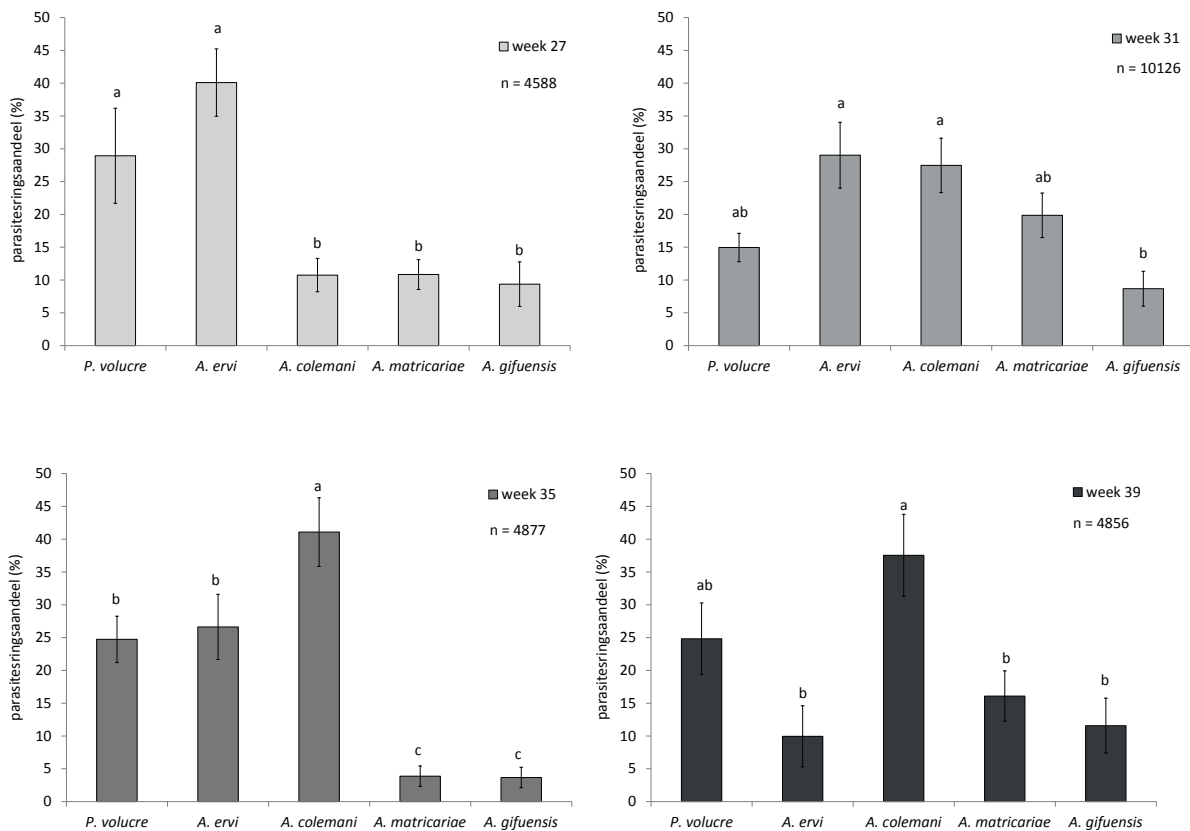 50
45
40
35
30
25
20
15
10
5
0
parasitesringsaandeel (%)
week 27
n = 4588
a
a
b
b
b
P. volucre A. ervi A. colemani A. matricariae A. gifuensis
50
45
40
35
30
25
20
15
10
5
0
parasitesringsaandeel (%)
week 31
n = 10126
ab
a
a
ab
b
P. volucre A. ervi A. colemani A. matricariae A. gifuensis
50
45
40
35
30
25
20
15
10
5
0
parasitesringsaandeel (%)
week 35
n = 4877
b
b
a
c
c
P. volucre A. ervi A. colemani A. matricariae A. gifuensis
50
45
40
35
30
25
20
15
10
5
0
parasitesringsaandeel (%)
week 39
n = 4856
ab
b
a
b
b
P. volucre A. ervi A. colemani A. matricariae A. gifuensis